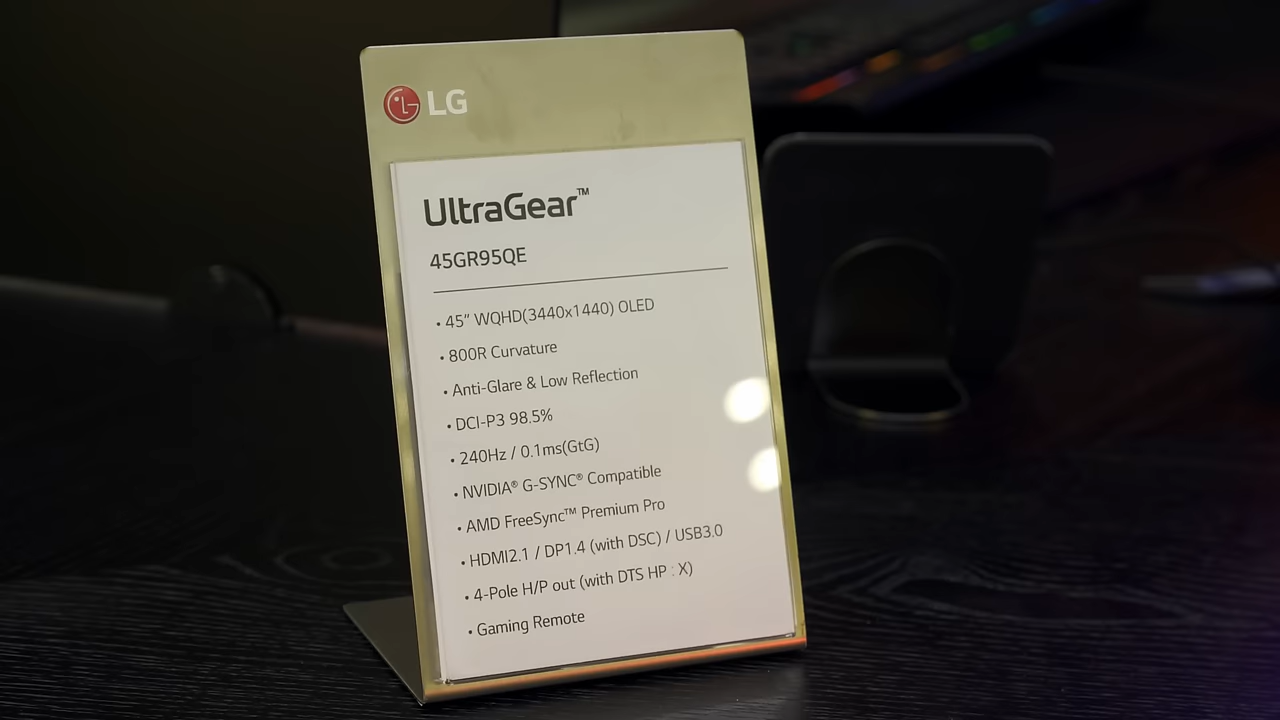 LG
UltraGear™
45GR95QE
• 45” WQHD(3440x1440) OLED
• 800R Curvature
• Anti-Glare & Low Reflection
• DCI-P3 98.5%
• 240Hz / 0.1ms(GtG)
• NVIDIA® G-SYNC® Compatible
• AMD FreeSync™ Premium Pro
• HDMI2.1 / DP1.4 (with DSC) / USB3.0
• 4-Pole H/P out (with DTS HP : X)
• Gaming Remote